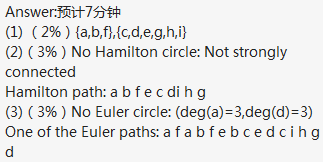 Answer:预计7分钟
(1) （2%）{a,b,f},{c,d,e,g,h,i}
(2)（3%）No Hamilton circle: Not strongly
connected
Hamilton path: a b f e c di h g
(3)（3%）No Euler circle: (deg(a)=3,deg(d)=3)
One of the Euler paths: a f a b f e b c e d c i h g
d